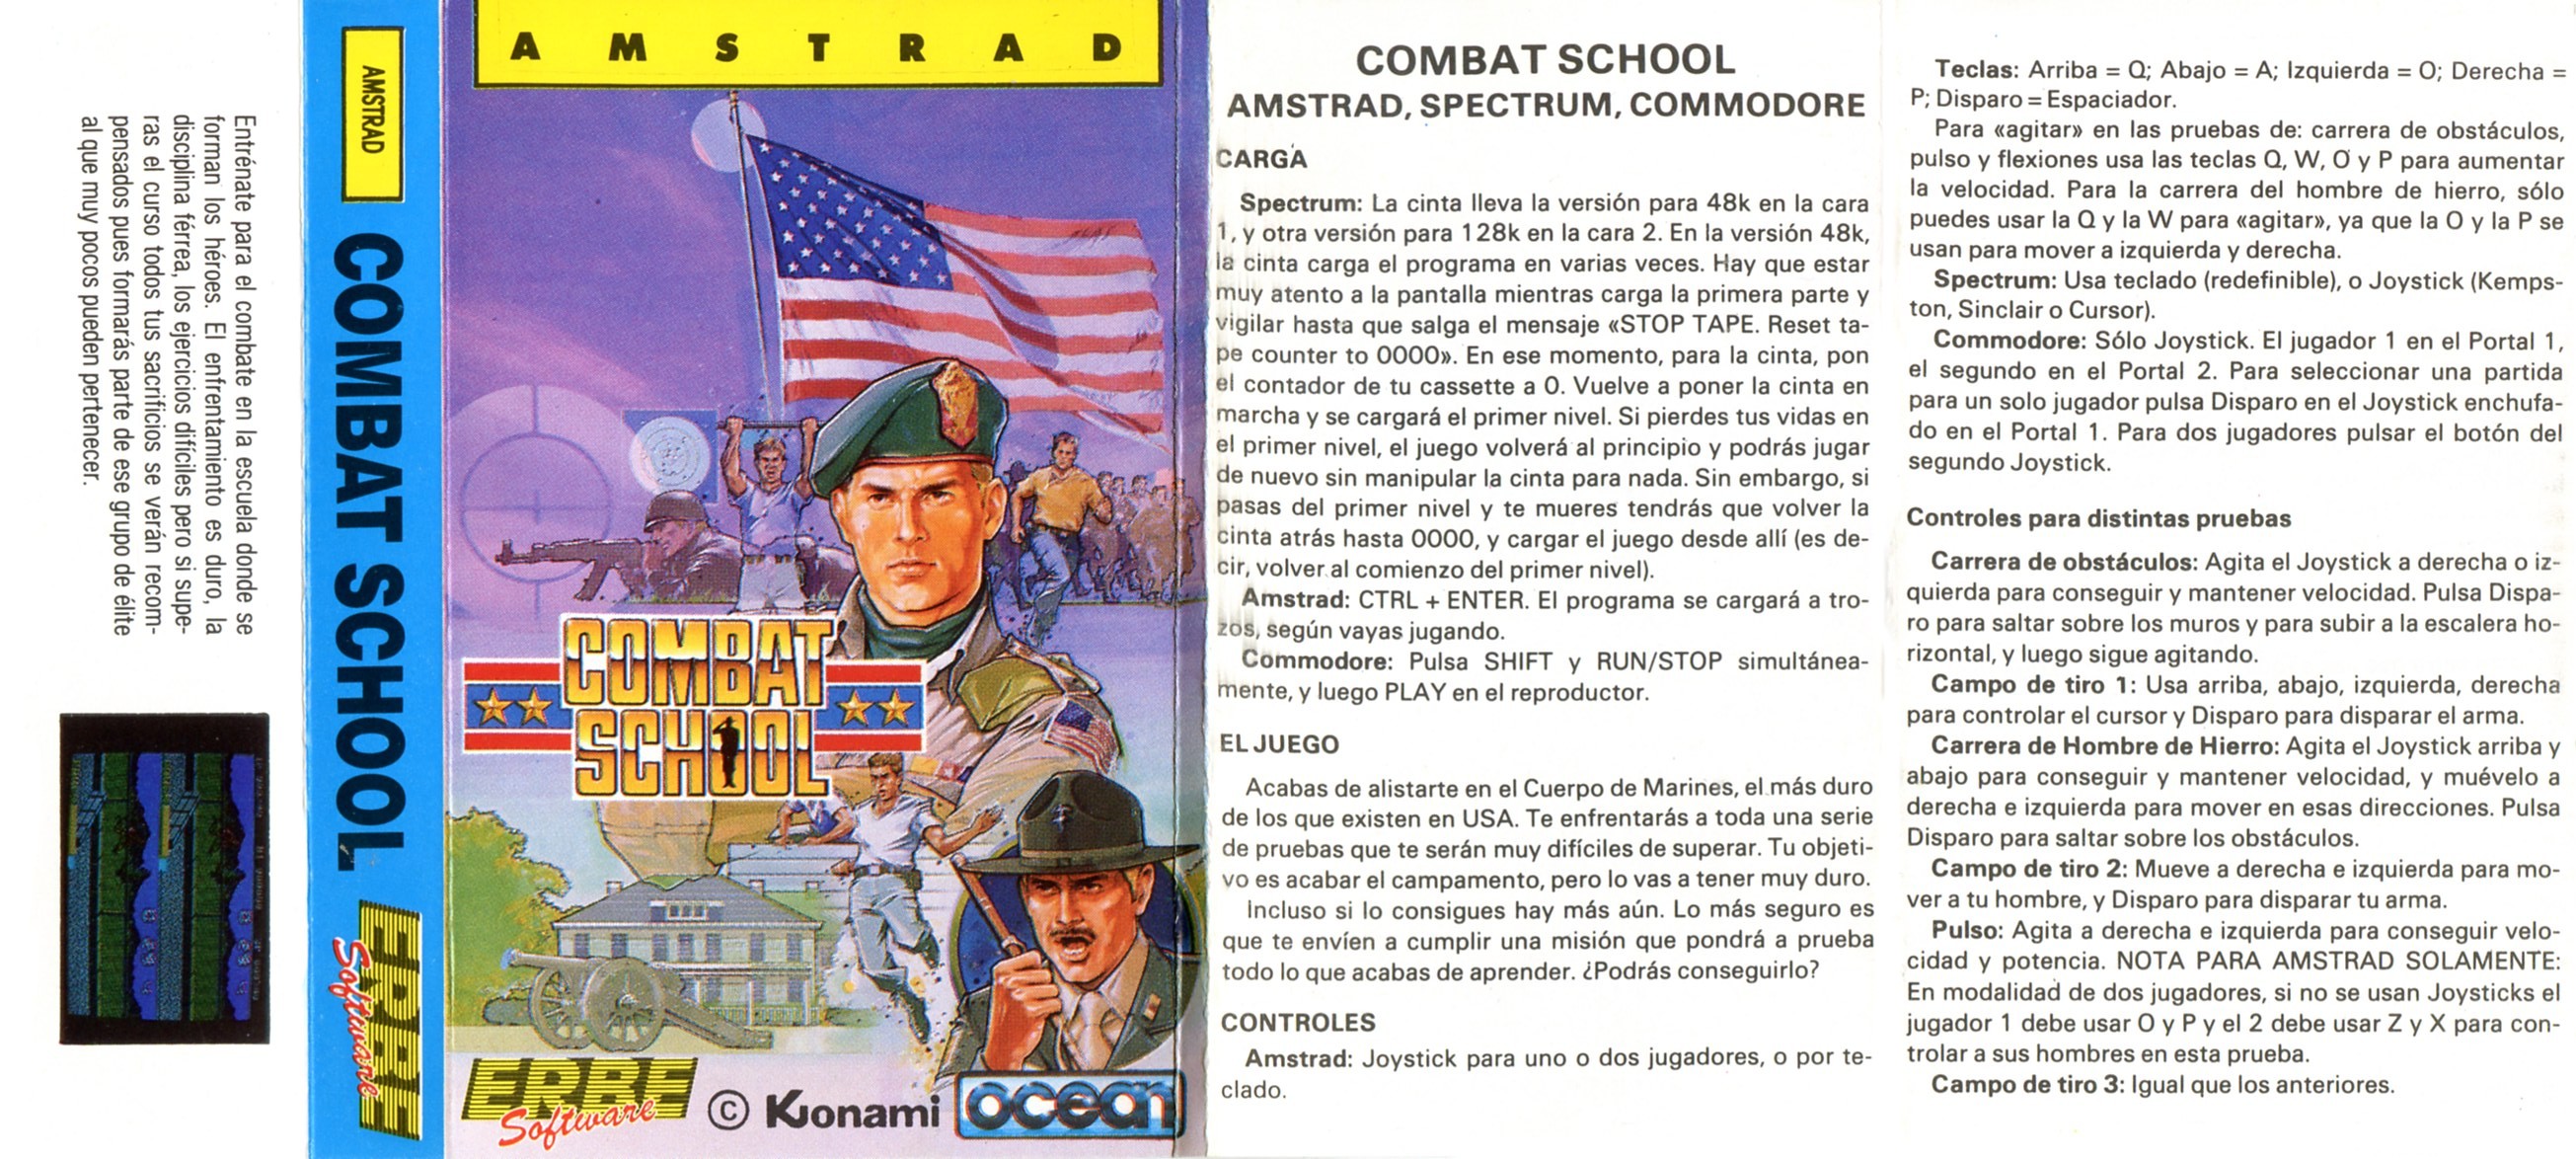 Entrénate para el combate en la escuela donde se
forman los héroes. El enfrentamiento es duro, la
disciplina férrea, los ejercicios difíciles pero si supe-
ras el curso todos tus sacrificios se verán recom-
pensados pues formarás parte de ese grupo de élite
al que muy pocos pueden pertenecer.
AMSTRAD
COMBAT SCHOOL
ERBE
Software
AMSTRAD
COMBAT
SCHOOL
ERBE
Software
© Konami
ocean
COMBAT SCHOOL
AMSTRAD, SPECTRUM, COMMODORE
CARGA
Spectrum: La cinta lleva la versión para 48k en la cara
1, y otra versión para 128k en la cara 2. En la versión 48k,
la cinta carga el programa en varias veces. Hay que estar
muy atento a la pantalla mientras carga la primera parte y
vigilar hasta que salga el mensaje «STOP TAPE. Reset ta-
pe counter to 0000». En ese momento, para la cinta, pon
el contador de tu cassette a 0. Vuelve a poner la cinta en
marcha y se cargará el primer nivel. Si pierdes tus vidas en
el primer nivel, el juego volverá al principio y podrás jugar
de nuevo sin manipular la cinta para nada. Sin embargo, si
pasas del primer nivel y te mueres tendrás que volver la
cinta atrás hasta 0000, y cargar el juego desde allí (es de-
cir, volver al comienzo del primer nivel).
Amstrad: CTRL + ENTER. El programa se cargará a tro-
zos, según vayas jugando.
Commodore: Pulsa SHIFT y RUN/STOP simultánea-
mente, y luego PLAY en el reproductor.
EL JUEGO
Acabas de alistarte en el Cuerpo de Marines, el más duro
de los que existen en USA. Te enfrentarás a toda una serie
de pruebas que te serán muy difíciles de superar. Tu objeti-
vo es acabar el campamento, pero lo vas a tener muy duro.
Incluso si lo consigues hay más aún. Lo más seguro es
que te envíen a cumplir una misión que pondrá a prueba
todo lo que acabas de aprender. ¿Podrás conseguirlo?
CONTROLES
Amstrad: Joystick para uno o dos jugadores, o por te-
clado.
Teclas: Arriba = Q; Abajo = A; Izquierda = O; Derecha =
P; Disparo = Espaciador.
Para «agitar» en las pruebas de: carrera de obstáculos,
pulso y flexiones usa las teclas Q, W, O y P para aumentar
la velocidad. Para la carrera del hombre de hierro, sólo
puedes usar la Q y la W para «agitar», ya que la O y la P se
usan para mover a izquierda y derecha.
Spectrum: Usa teclado (redefinible), o Joystick (Kemps-
ton, Sinclair o Cursor).
Commodore: Sólo Joystick. El jugador 1 en el Portal 1,
el segundo en el Portal 2. Para seleccionar una partida
para un solo jugador pulsa Disparo en el Joystick enchufa-
do en el Portal 1. Para dos jugadores pulsar el botón del
segundo Joystick.
Controles para distintas pruebas
Carrera de obstáculos: Agita el Joystick a derecha o iz-
quierda para conseguir y mantener velocidad. Pulsa Dispa-
ro para saltar sobre los muros y para subir a la escalera ho-
rizontal, y luego sigue agitando.
Campo de tiro 1: Usa arriba, abajo, izquierda, derecha
para controlar el cursor y Disparo para disparar el arma.
Carrera de Hombre de Hierro: Agita el Joystick arriba y
abajo para conseguir y mantener velocidad, y muévelo a
derecha e izquierda para mover en esas direcciones. Pulsa
Disparo para saltar sobre los obstáculos.
Campo de tiro 2: Mueve a derecha e izquierda para mo-
ver a tu hombre, y Disparo para disparar tu arma.
Pulso: Agita a derecha e izquierda para conseguir velo-
cidad y potencia. NOTA PARA AMSTRAD SOLAMENTE:
En modalidad de dos jugadores, si no se usan Joysticks el
jugador 1 debe usar O y P y el 2 debe usar Z y X para con-
trolar a sus hombres en esta prueba.
Campo de tiro 3: Igual que los anteriores.